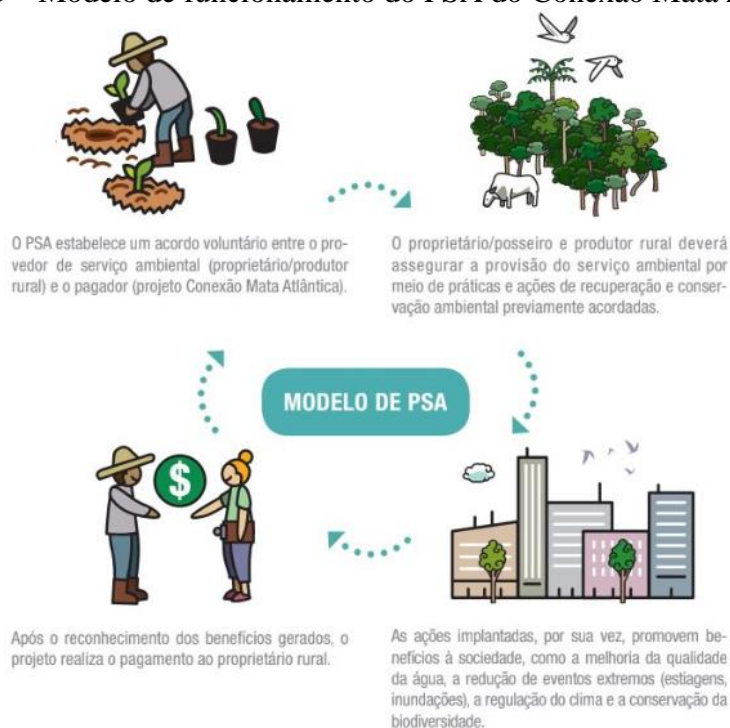 Modelo de funcionamento do PSA do Conexão Mata
O PSA estabelece um acordo voluntário entre o pro-
vedor de serviço ambiental (proprietário/produtor
rural) e o pagador (projeto Conexão Mata Atlântica).
O proprietário/posseiro e produtor rural deverá
assegurar a provisão do serviço ambiental por
meio de práticas e ações de recuperação e conser-
vação ambiental previamente acordadas.
MODELO DE PSA
$
Após o reconhecimento dos benefícios gerados, o
projeto realiza o pagamento ao proprietário rural.
As ações implantadas, por sua vez, promovem be-
nefícios à sociedade, como a melhoria da qualidade
da água, a redução de eventos extremos (estiagens,
inundações), a regulação do clima e a conservação da
biodiversidade.